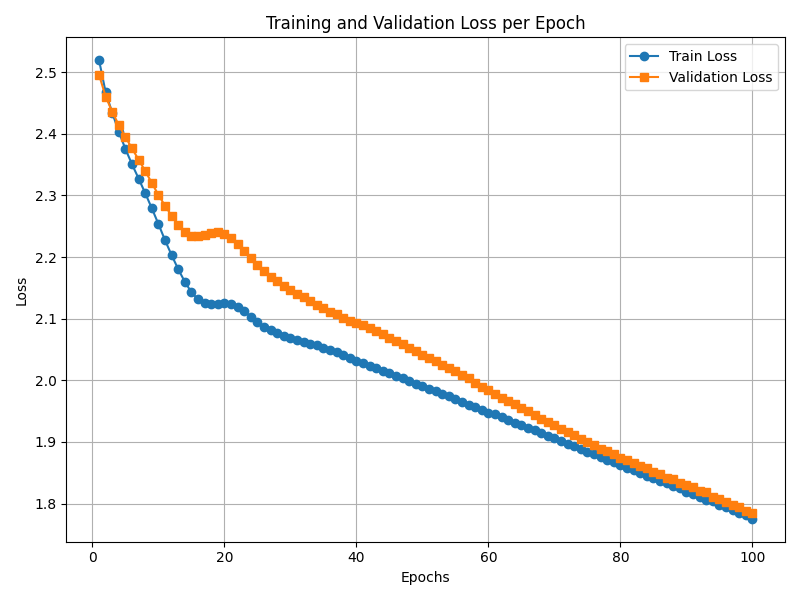 Training and Validation Loss per Epoch
Train Loss
Validation Loss
2.5
2.4
2.3
2.2
2.1
2.0
1.9
1.8
Loss
0 20 40 60 80 100
Epochs